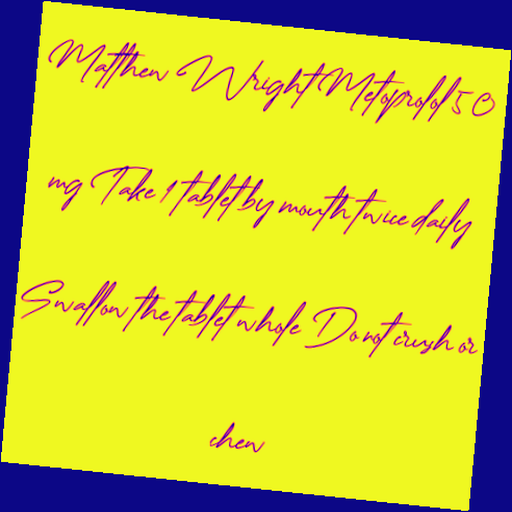 Matthew Wright Metoprolol 50
mg Take 1 tablet by mouth twice daily
Swallow the tablet whole Do not crush or
chew